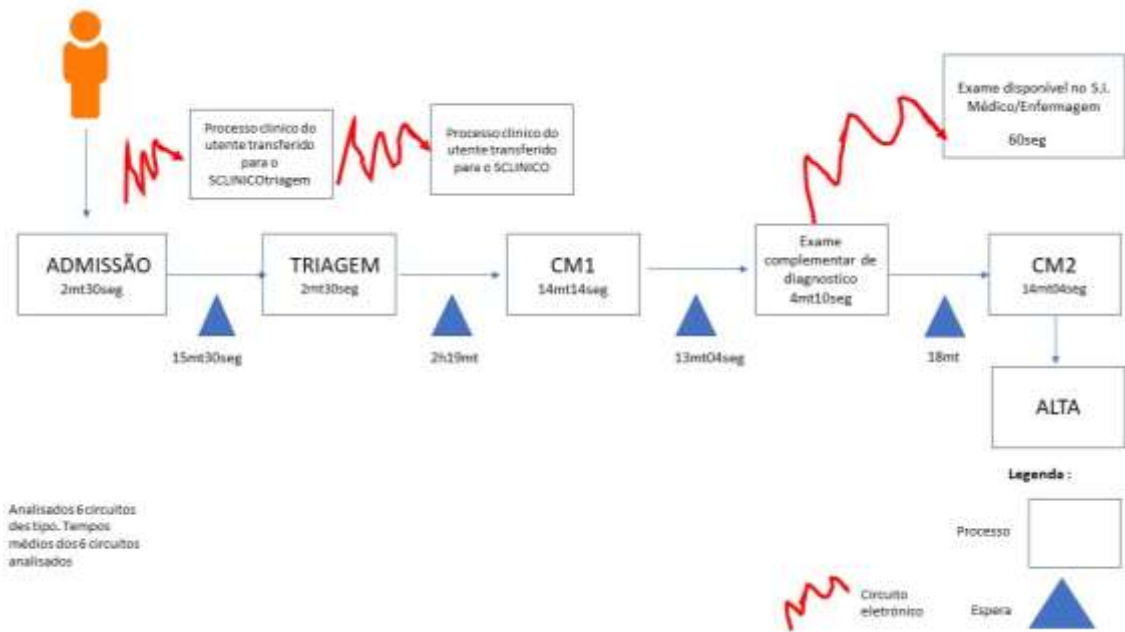 Processo clinico do
utente transferido
para o
SCLINICOtriagem
Processo clinico do
utente transferido
para o SCLINICO
Exame disponível no S.I.
Médico/Enfermagem
60seg
ADMISSÃO
2mt30seg
TRIAGEM
2mt30seg
CM1
14mt14seg
Exame
complementar de
diagnostico
4mt10seg
CM2
14mt04seg
15mt30seg
2h19mt
13mt04seg
18mt
ALTA
Legenda :
Analisados 6 circuitos
des tipo. Tempos
médios dos 6 circuitos
analisados
Processo
Circuito
eletrónico
Espera